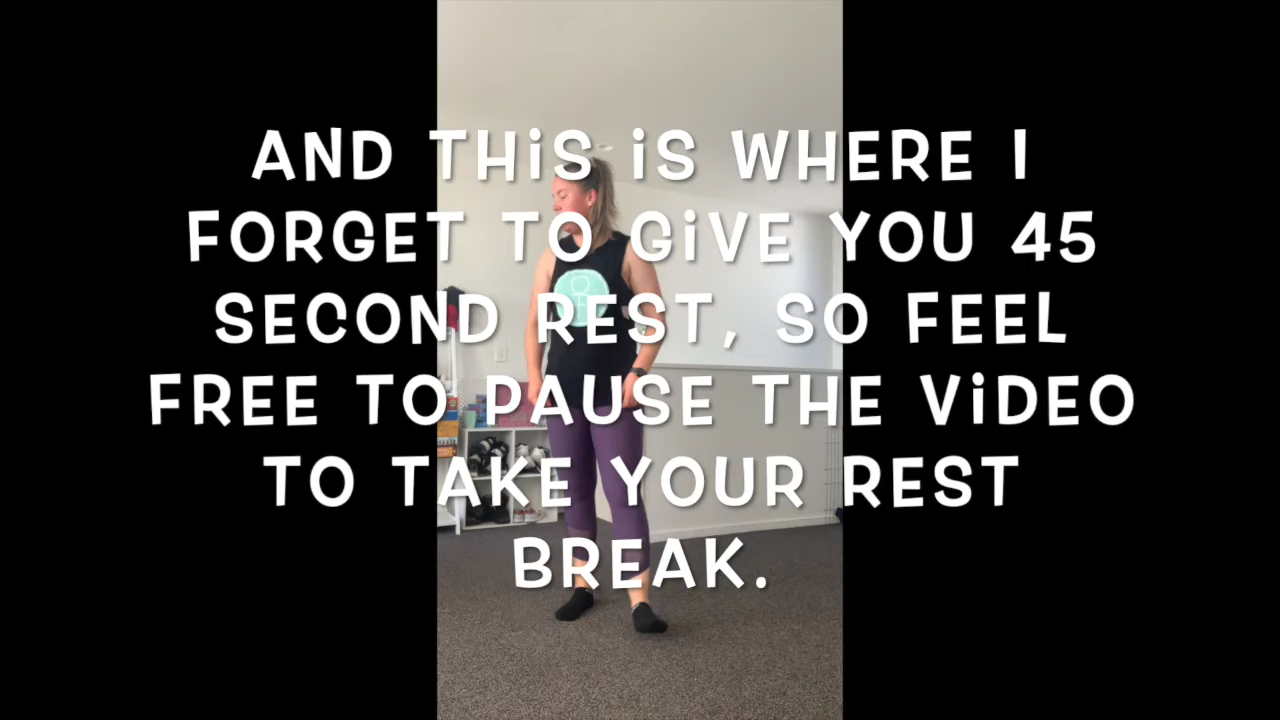 AND THIS IS WHERE I
FORGET TO GIVE YOU 45
SECOND REST, SO FEEL
FREE TO PAUSE THE VIDEO
TO TAKE YOUR REST
BREAK.